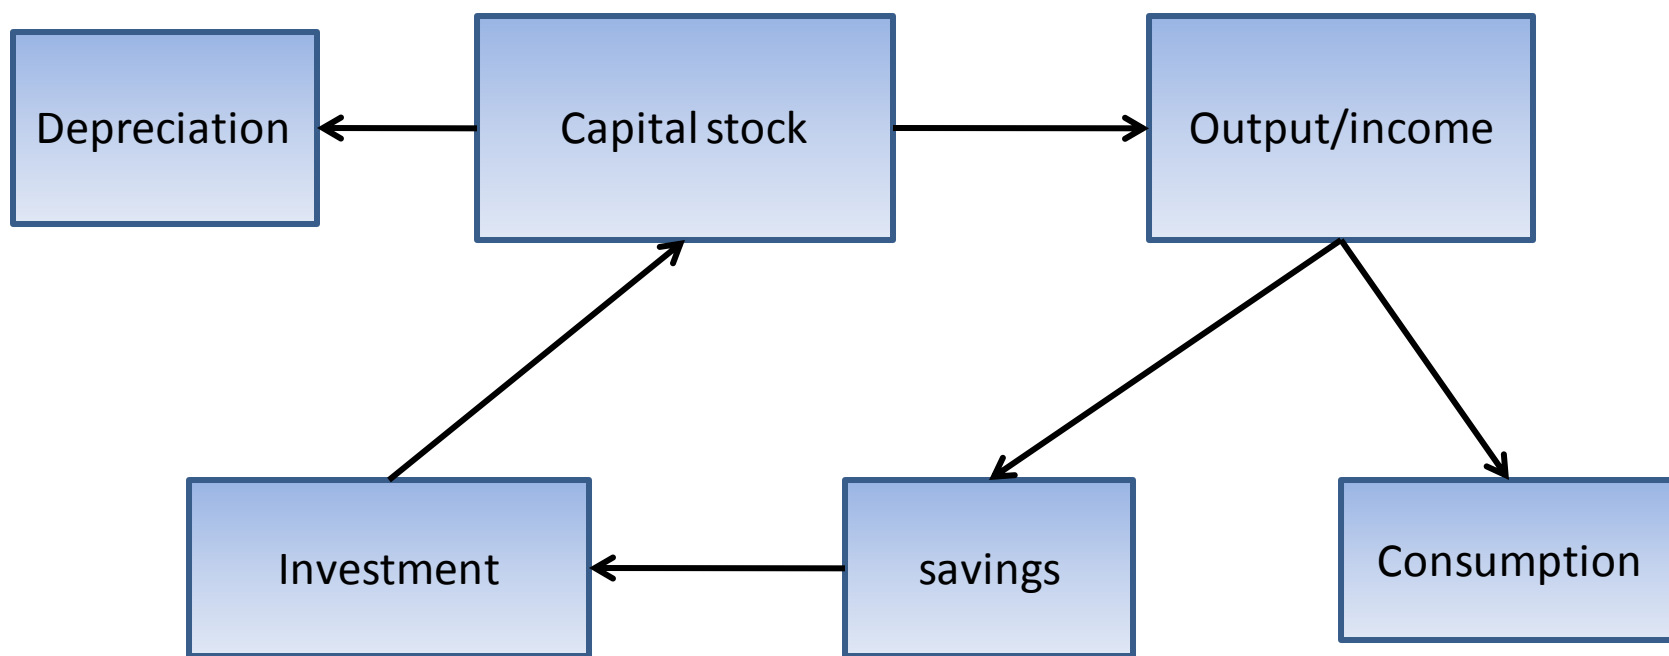 Depreciation
Capital stock
Output/income
Investment
savings
Consumption